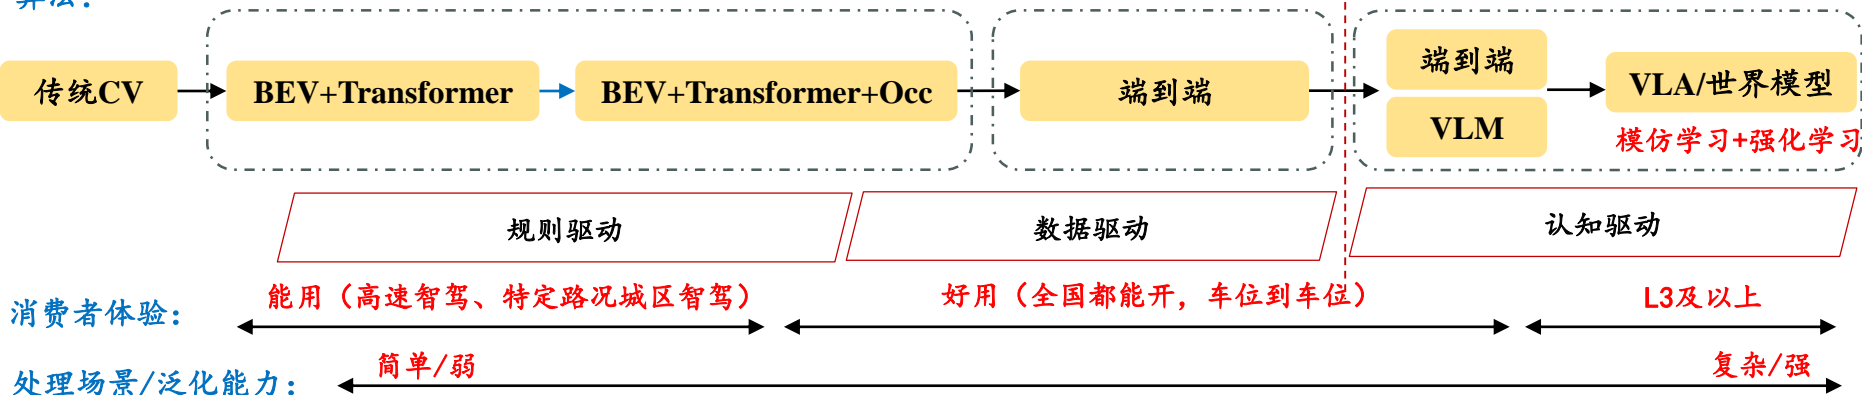 算法：
传统CV
BEV+Transformer
BEV+Transformer+Occ
端到端
端到端
VLM
VLA/世界模型
模仿学习+强化学习
规则驱动
数据驱动
认知驱动
消费者体验：
能用（高速智驾、特定路况城区智驾）
好用（全国都能开，车位到车位）
L3及以上
处理场景/泛化能力：
简单/弱
复杂/强